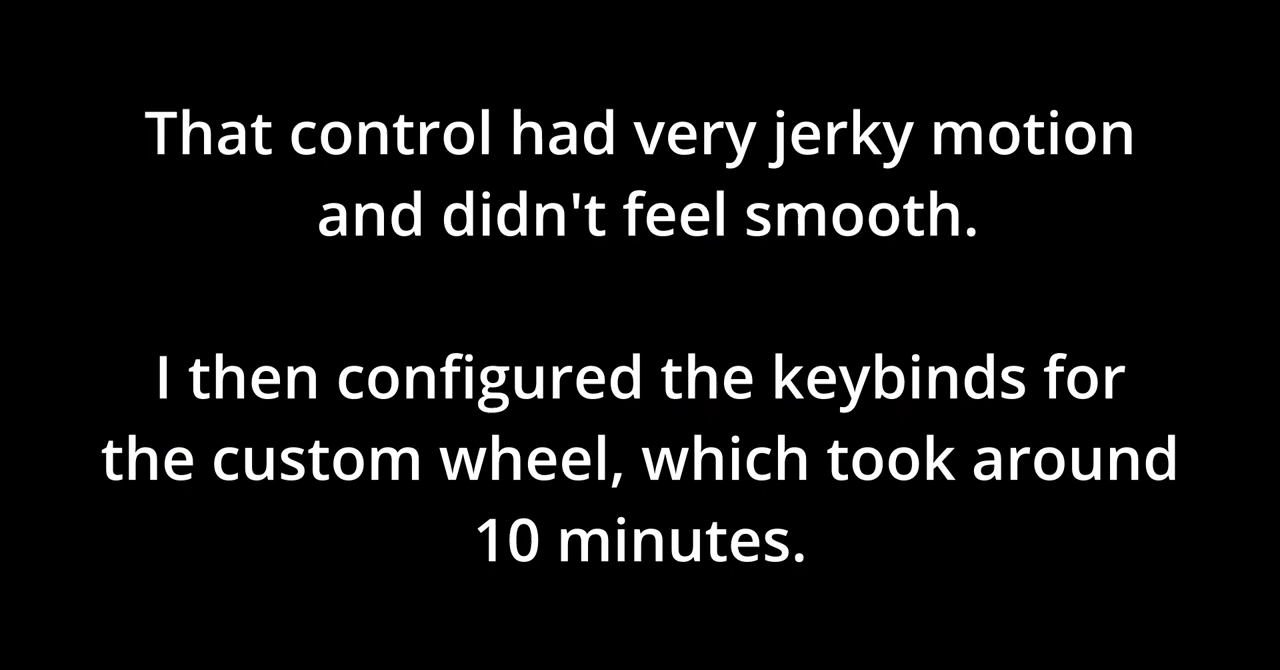 That control had very jerky motion
and didn't feel smooth.
I then configured the keybinds for
the custom wheel, which took around
10 minutes.